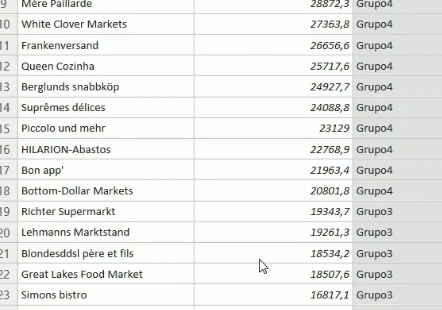 9 Mère Paillarde 28872,3 Grupo4
10 White Clover Markets 27363,8 Grupo4
11 Frankenversand 26656,6 Grupo4
12 Queen Cozinha 25717,6 Grupo4
13 Berglunds snabbköp 24927,7 Grupo4
14 Suprêmes délices 24088,8 Grupo4
15 Piccolo und mehr 23129 Grupo4
16 HILARION-Abastos 22768,9 Grupo4
17 Bon app' 21963,4 Grupo4
18 Bottom-Dollar Markets 20801,8 Grupo4
19 Richter Supermarkt 19343,7 Grupo3
20 Lehmanns Marktstand 19261,3 Grupo3
21 Blondesddsl père et fils 18534,2 Grupo3
22 Great Lakes Food Market 18507,6 Grupo3
23 Simons bistro 16817,1 Grupo3